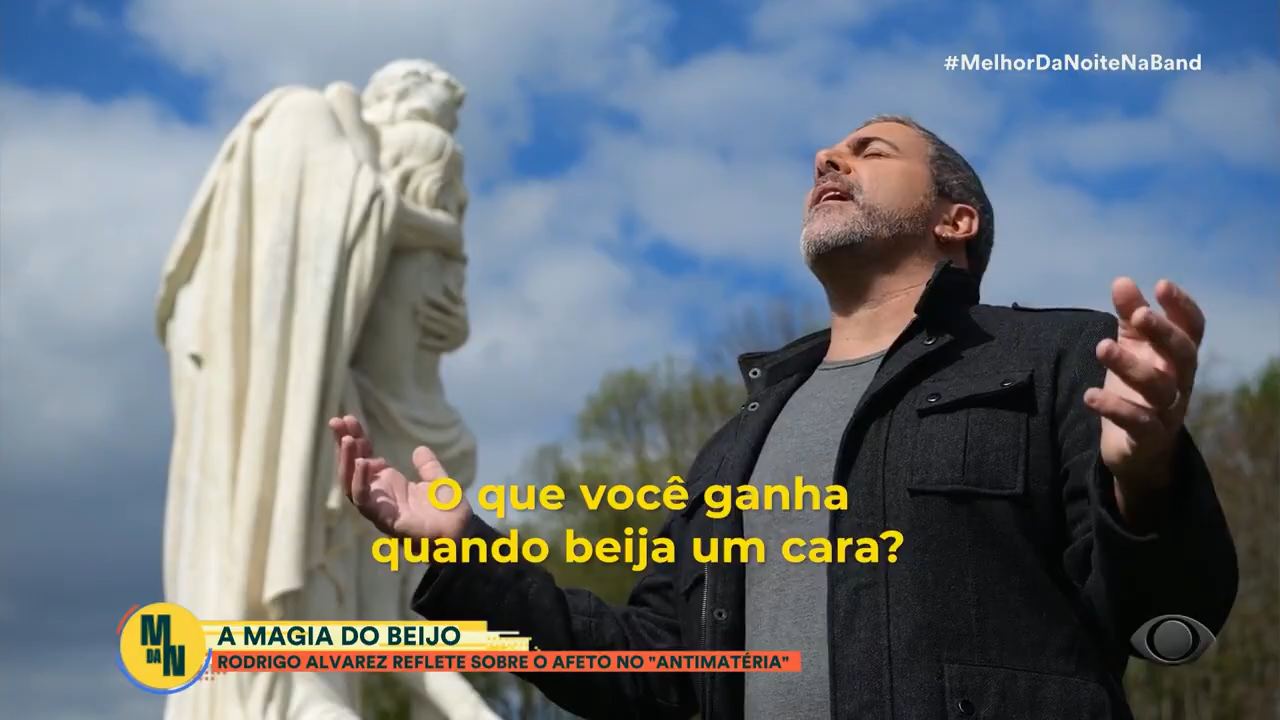 #MelhorDaNoiteNaBand
O que você ganha
quando beija um cara?
M
DA
N
A MAGIA DO BEIJO
RODRIGO ALVAREZ REFLETE SOBRE O AFETO NO "ANTIMATÉRIA"